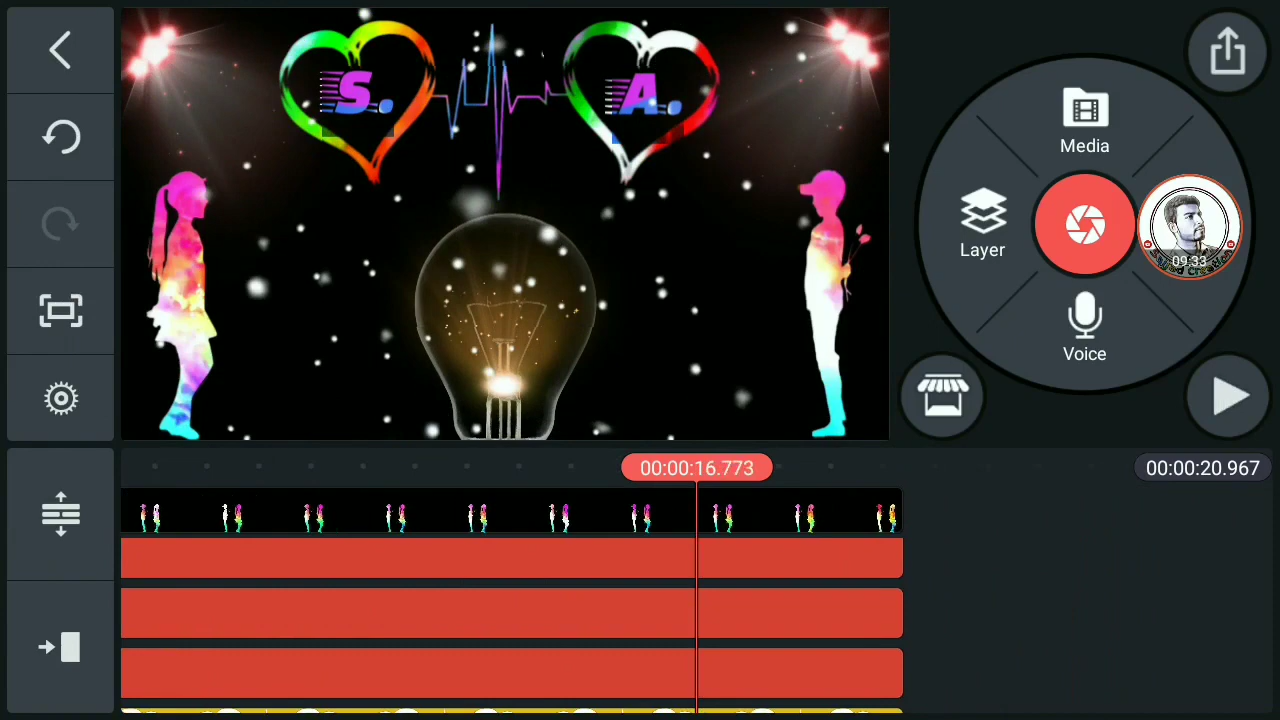 S.
A.
Media
Layer
09:33
Voice
00:00:16.773
00:00:20.967